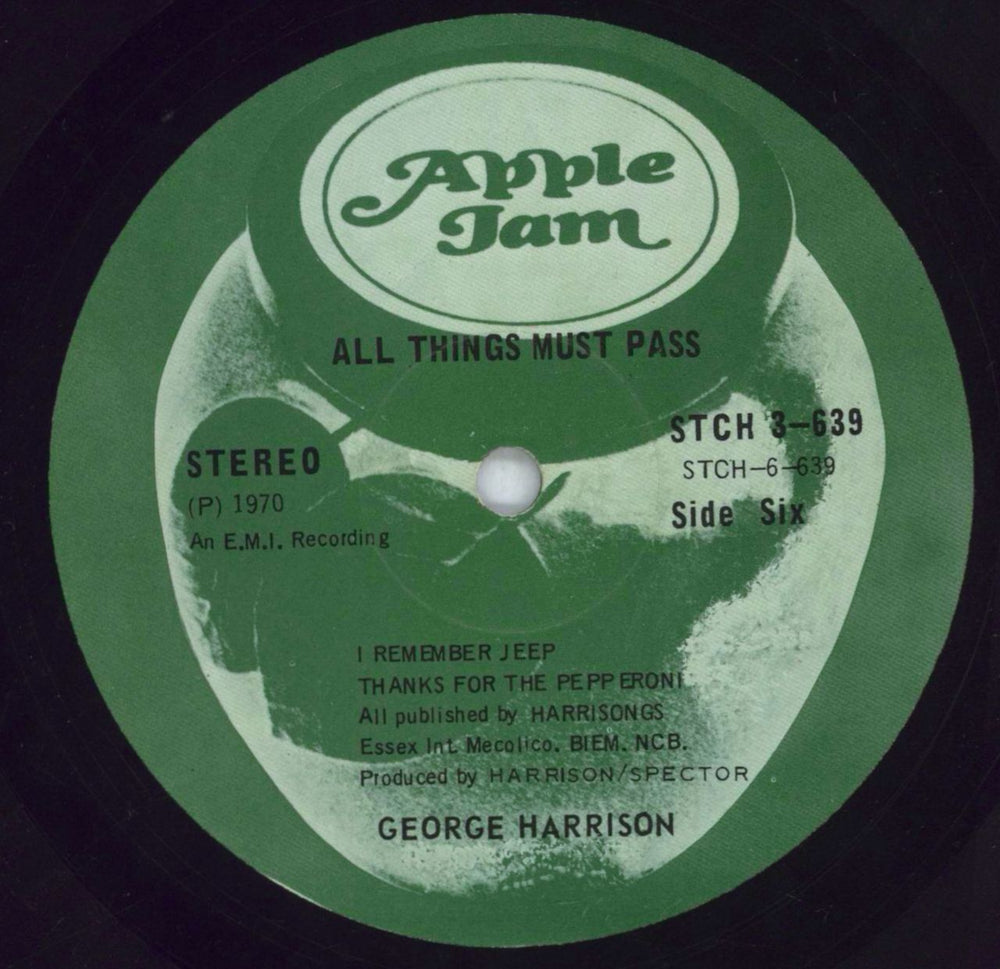 Apple
Jam
ALL THINGS MUST PASS
STEREO
(P) 1970
An E.M.I. Recording
STCH 3-639
STCH-6-639
Side Six
I REMEMBER JEEP
THANKS FOR THE PEPPERONI
All published by HARRISONGS
Essex Int. Mecolico. BIEM. NCB.
Produced by HARRISON/SPECTOR
GEORGE HARRISON